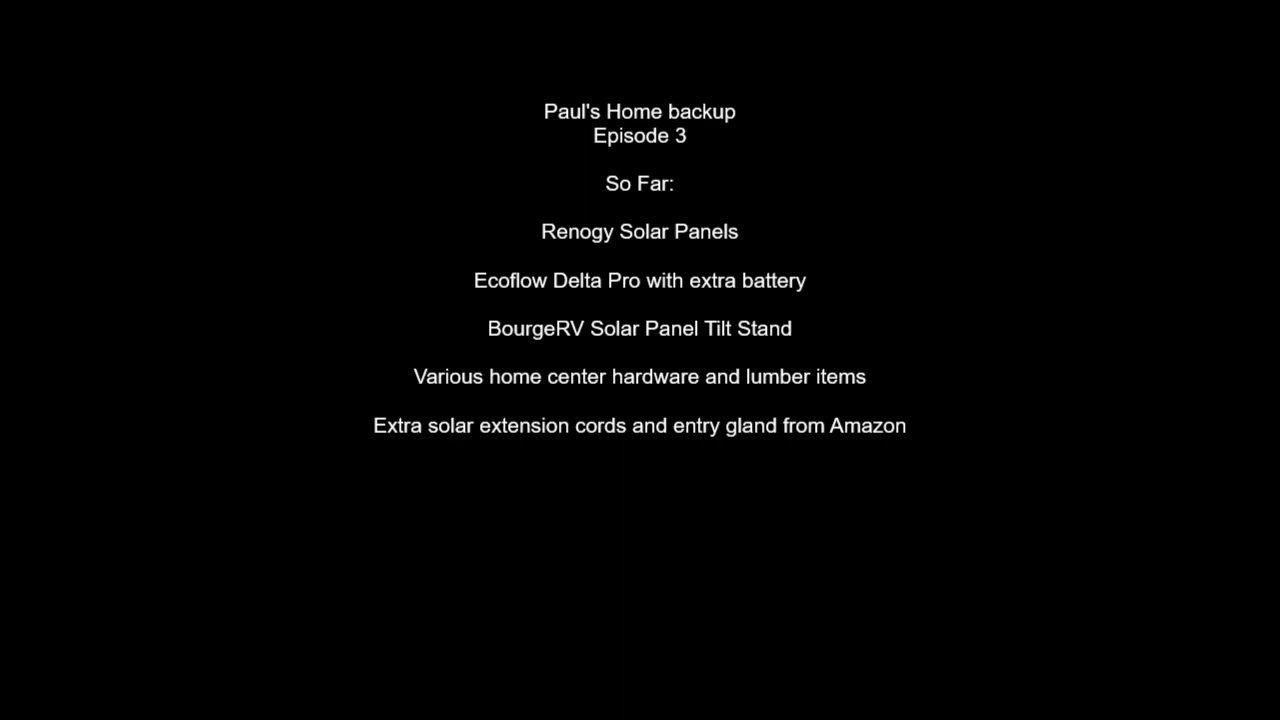 Paul's Home backup
Episode 3
So Far:
Renogy Solar Panels
Ecoflow Delta Pro with extra battery
BourgeRV Solar Panel Tilt Stand
Various home center hardware and lumber items
Extra solar extension cords and entry gland from Amazon